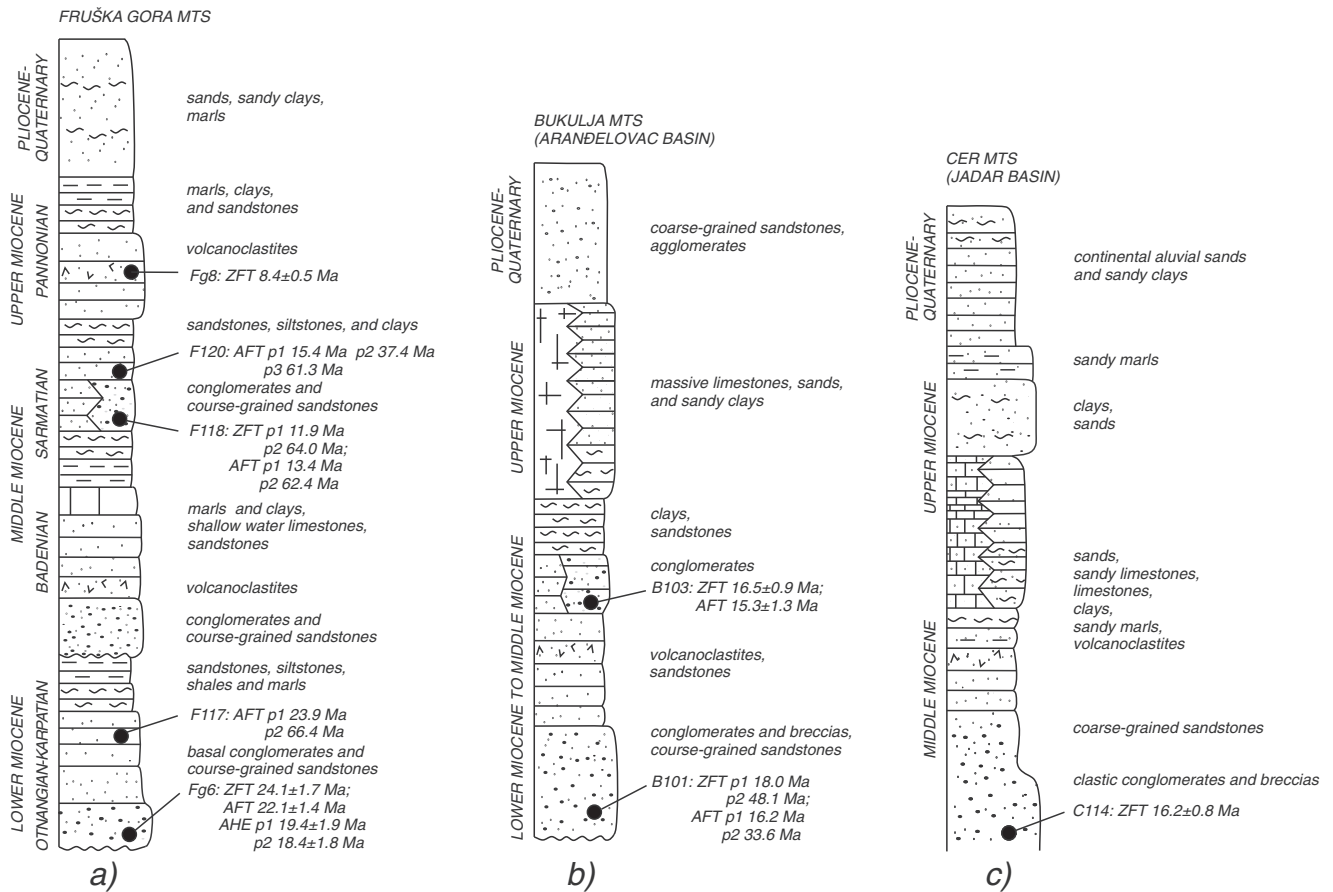 FRUŠKA GORA MTS
PLIOCENE-
QUATERNARY
sands, sandy clays,
marls
UPPER MIOCENE
PANNONIAN
marls, clays,
and sandstones
volcanoclastites
Fg8: ZFT 8.4±0.5 Ma
MIDDLE MIOCENE
SARMATIAN
sandstones, siltstones, and clays
F120: AFT p1 15.4 Ma p2 37.4 Ma
p3 61.3 Ma
conglomerates and
course-grained sandstones
F118: ZFT p1 11.9 Ma
p2 64.0 Ma;
AFT p1 13.4 Ma
p2 62.4 Ma
BADENIAN
marls and clays,
shallow water limestones,
sandstones
volcanoclastites
conglomerates and
course-grained sandstones
LOWER MIOCENE
OTNANGIAN-KARPATIAN
sandstones, siltstones,
shales and marls
F117: AFT p1 23.9 Ma
p2 66.4 Ma
basal conglomerates and
course-grained sandstones
Fg6: ZFT 24.1±1.7 Ma;
AFT 22.1±1.4 Ma;
AHE p1 19.4±1.9 Ma
p2 18.4±1.8 Ma
a)
BUKULJA MTS
(ARANĐELOVAC BASIN)
PLIOCENE-
QUATERNARY
coarse-grained sandstones,
agglomerates
UPPER MIOCENE
massive limestones, sands,
and sandy clays
LOWER MIOCENE TO MIDDLE MIOCENE
clays,
sandstones
conglomerates
B103: ZFT 16.5±0.9 Ma;
AFT 15.3±1.3 Ma
volcanoclastites,
sandstones
conglomerates and breccias,
course-grained sandstones
B101: ZFT p1 18.0 Ma
p2 48.1 Ma;
AFT p1 16.2 Ma
p2 33.6 Ma
b)
CER MTS
(JADAR BASIN)
PLIOCENE-
QUATERNARY
continental aluvial sands
and sandy clays
sandy marls
UPPER MIOCENE
clays,
sands
MIDDLE MIOCENE
sands,
sandy limestones,
limestones,
clays,
sandy marls,
volcanoclastites
coarse-grained sandstones
clastic conglomerates and breccias
C114: ZFT 16.2±0.8 Ma
c)